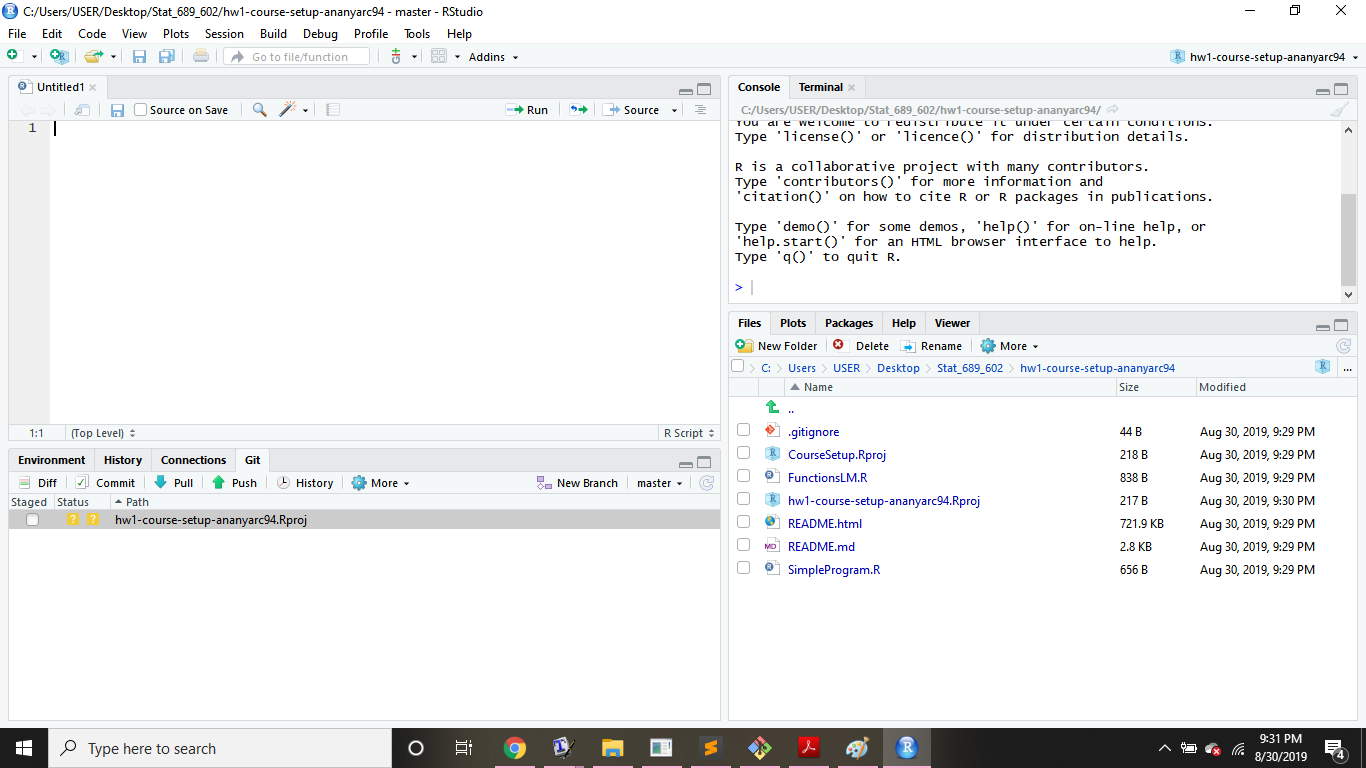 C:/Users/USER/Desktop/Stat_689_602/hw1-course-setup-ananyarc94 - master - RStudio
File Edit Code View Plots Session Build Debug Profile Tools Help
Go to file/function Addins hw1-course-setup-ananyarc94
Untitled1
Source on Save Run Source
1
1:1 (Top Level) R Script
Environment History Connections Git
Diff Commit Pull Push History More New Branch master
Staged Status Path
? ? hw1-course-setup-ananyarc94.Rproj
Console Terminal
C:/Users/USER/Desktop/Stat_689_602/hw1-course-setup-ananyarc94/
You are welcome to redistribute it under certain conditions.
Type 'license()' or 'licence()' for distribution details.
R is a collaborative project with many contributors.
Type 'contributors()' for more information and
'citation()' on how to cite R or R packages in publications.
Type 'demo()' for some demos, 'help()' for on-line help, or
'help.start()' for an HTML browser interface to help.
Type 'q()' to quit R.
>
Files Plots Packages Help Viewer
New Folder Delete Rename More
C: Users USER Desktop Stat_689_602 hw1-course-setup-ananyarc94 ...
Name Size Modified
..
.gitignore 44 B Aug 30, 2019, 9:29 PM
CourseSetup.Rproj 218 B Aug 30, 2019, 9:29 PM
FunctionsLM.R 838 B Aug 30, 2019, 9:29 PM
hw1-course-setup-ananyarc94.Rproj 217 B Aug 30, 2019, 9:30 PM
README.html 721.9 KB Aug 30, 2019, 9:29 PM
README.md 2.8 KB Aug 30, 2019, 9:29 PM
SimpleProgram.R 656 B Aug 30, 2019, 9:29 PM
Type here to search
9:31 PM
8/30/2019
4